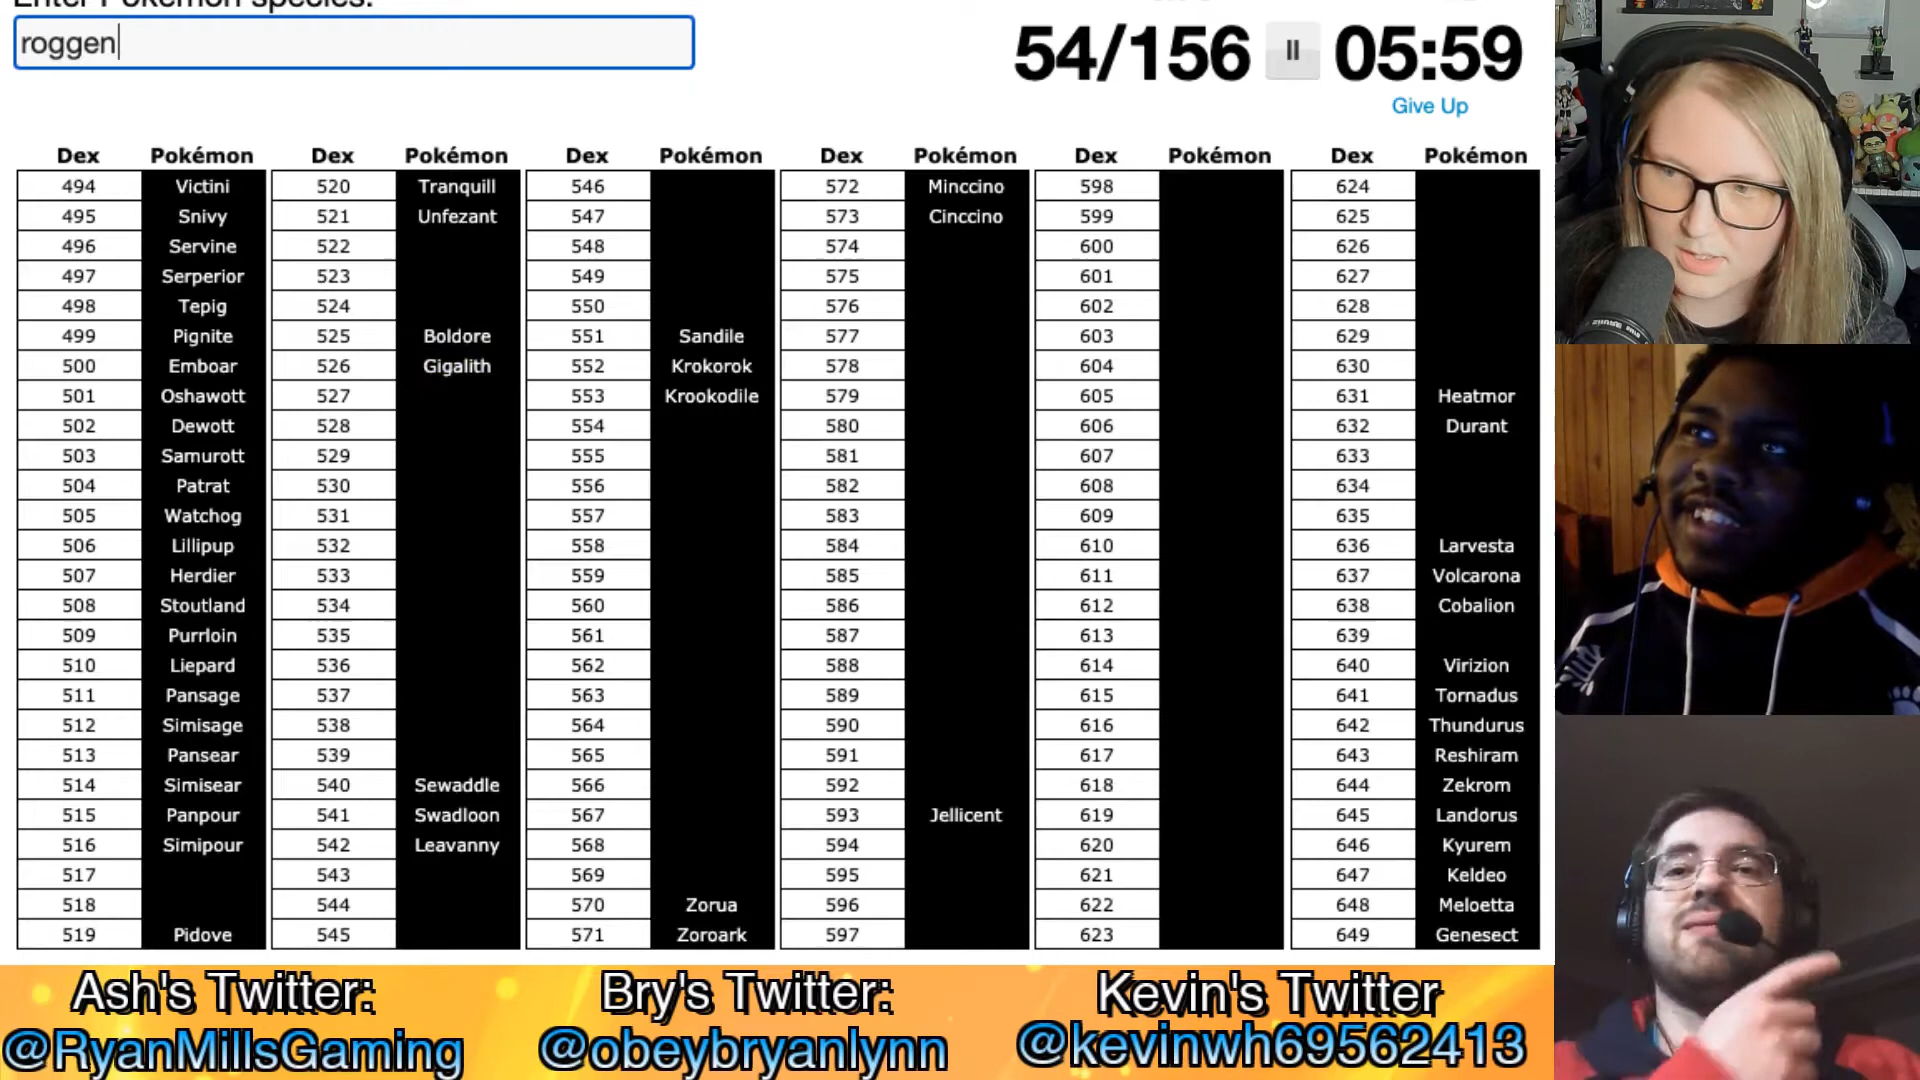 Enter Pokémon species:
roggen
54/156 05:59
Give Up
Dex Pokémon Dex Pokémon Dex Pokémon Dex Pokémon Dex Pokémon Dex Pokémon
494 Victini 520 Tranquill 546 572 Minccino 598 624
495 Snivy 521 Unfezant 547 573 Cinccino 599 625
496 Servine 522 548 574 600 626
497 Serperior 523 549 575 601 627
498 Tepig 524 550 576 602 628
499 Pignite 525 Boldore 551 Sandile 577 603 629
500 Emboar 526 Gigalith 552 Krokorok 578 604 630
501 Oshawott 527 553 Krookodile 579 605 631 Heatmor
502 Dewott 528 554 580 606 632 Durant
503 Samurott 529 555 581 607 633
504 Patrat 530 556 582 608 634
505 Watchog 531 557 583 609 635
506 Lillipup 532 558 584 610 636 Larvesta
507 Herdier 533 559 585 611 637 Volcarona
508 Stoutland 534 560 586 612 638 Cobalion
509 Purrloin 535 561 587 613 639
510 Liepard 536 562 588 614 640 Virizion
511 Pansage 537 563 589 615 641 Tornadus
512 Simisage 538 564 590 616 642 Thundurus
513 Pansear 539 565 591 617 643 Reshiram
514 Simisear 540 Sewaddle 566 592 618 644 Zekrom
515 Panpour 541 Swadloon 567 593 Jellicent 619 645 Landorus
516 Simipour 542 Leavanny 568 594 620 646 Kyurem
517 543 569 595 621 647 Keldeo
518 544 570 Zorua 596 622 648 Meloetta
519 Pidove 545 571 Zoroark 597 623 649 Genesect
Ash's Twitter: Bry's Twitter: Kevin's Twitter
@RyanMillsGaming @obeybryanlynn @kevinwh69562413